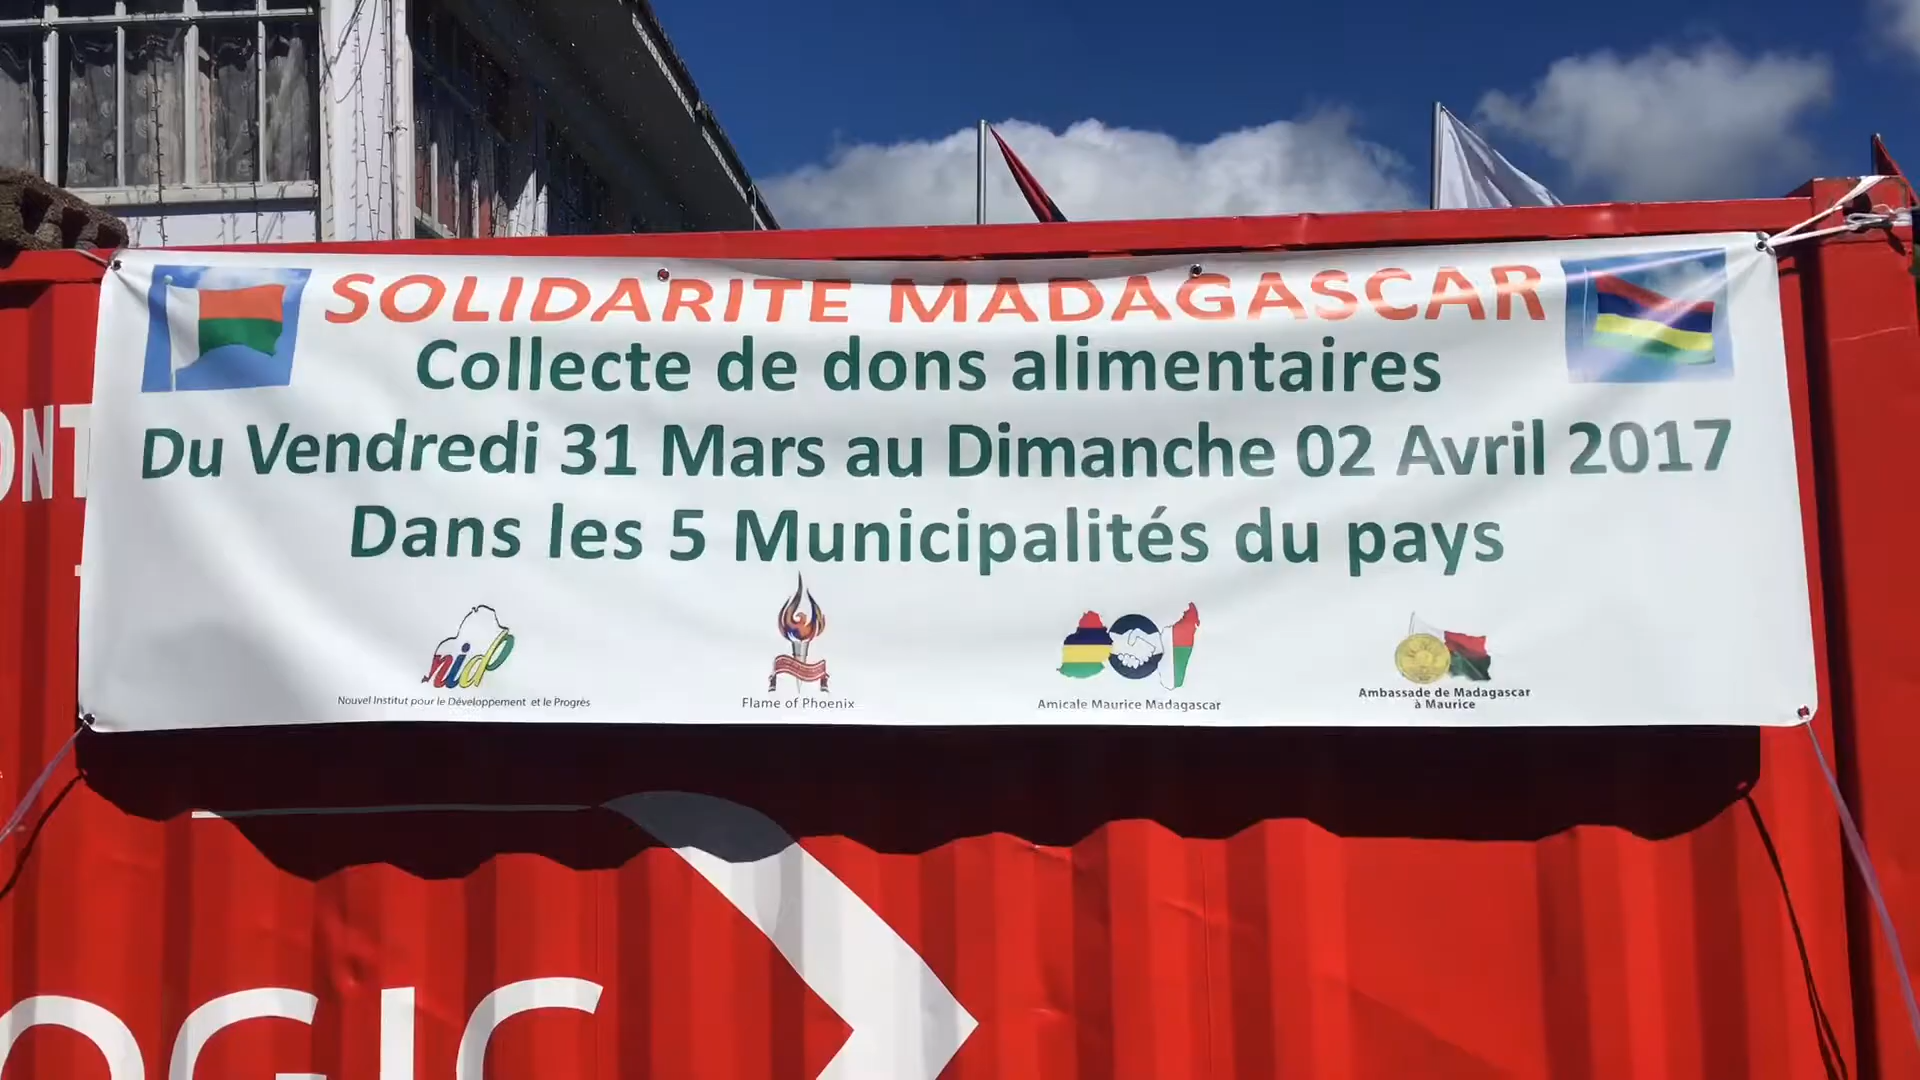 SOLIDARITE MADAGASCAR
Collecte de dons alimentaires
Du Vendredi 31 Mars au Dimanche 02 Avril 2017
Dans les 5 Municipalités du pays
nidp
Nouvel Institut pour le Développement et le Progrès
Flame of Phoenix
Amicale Maurice Madagascar
Ambassade de Madagascar
à Maurice
ONT
OGIC